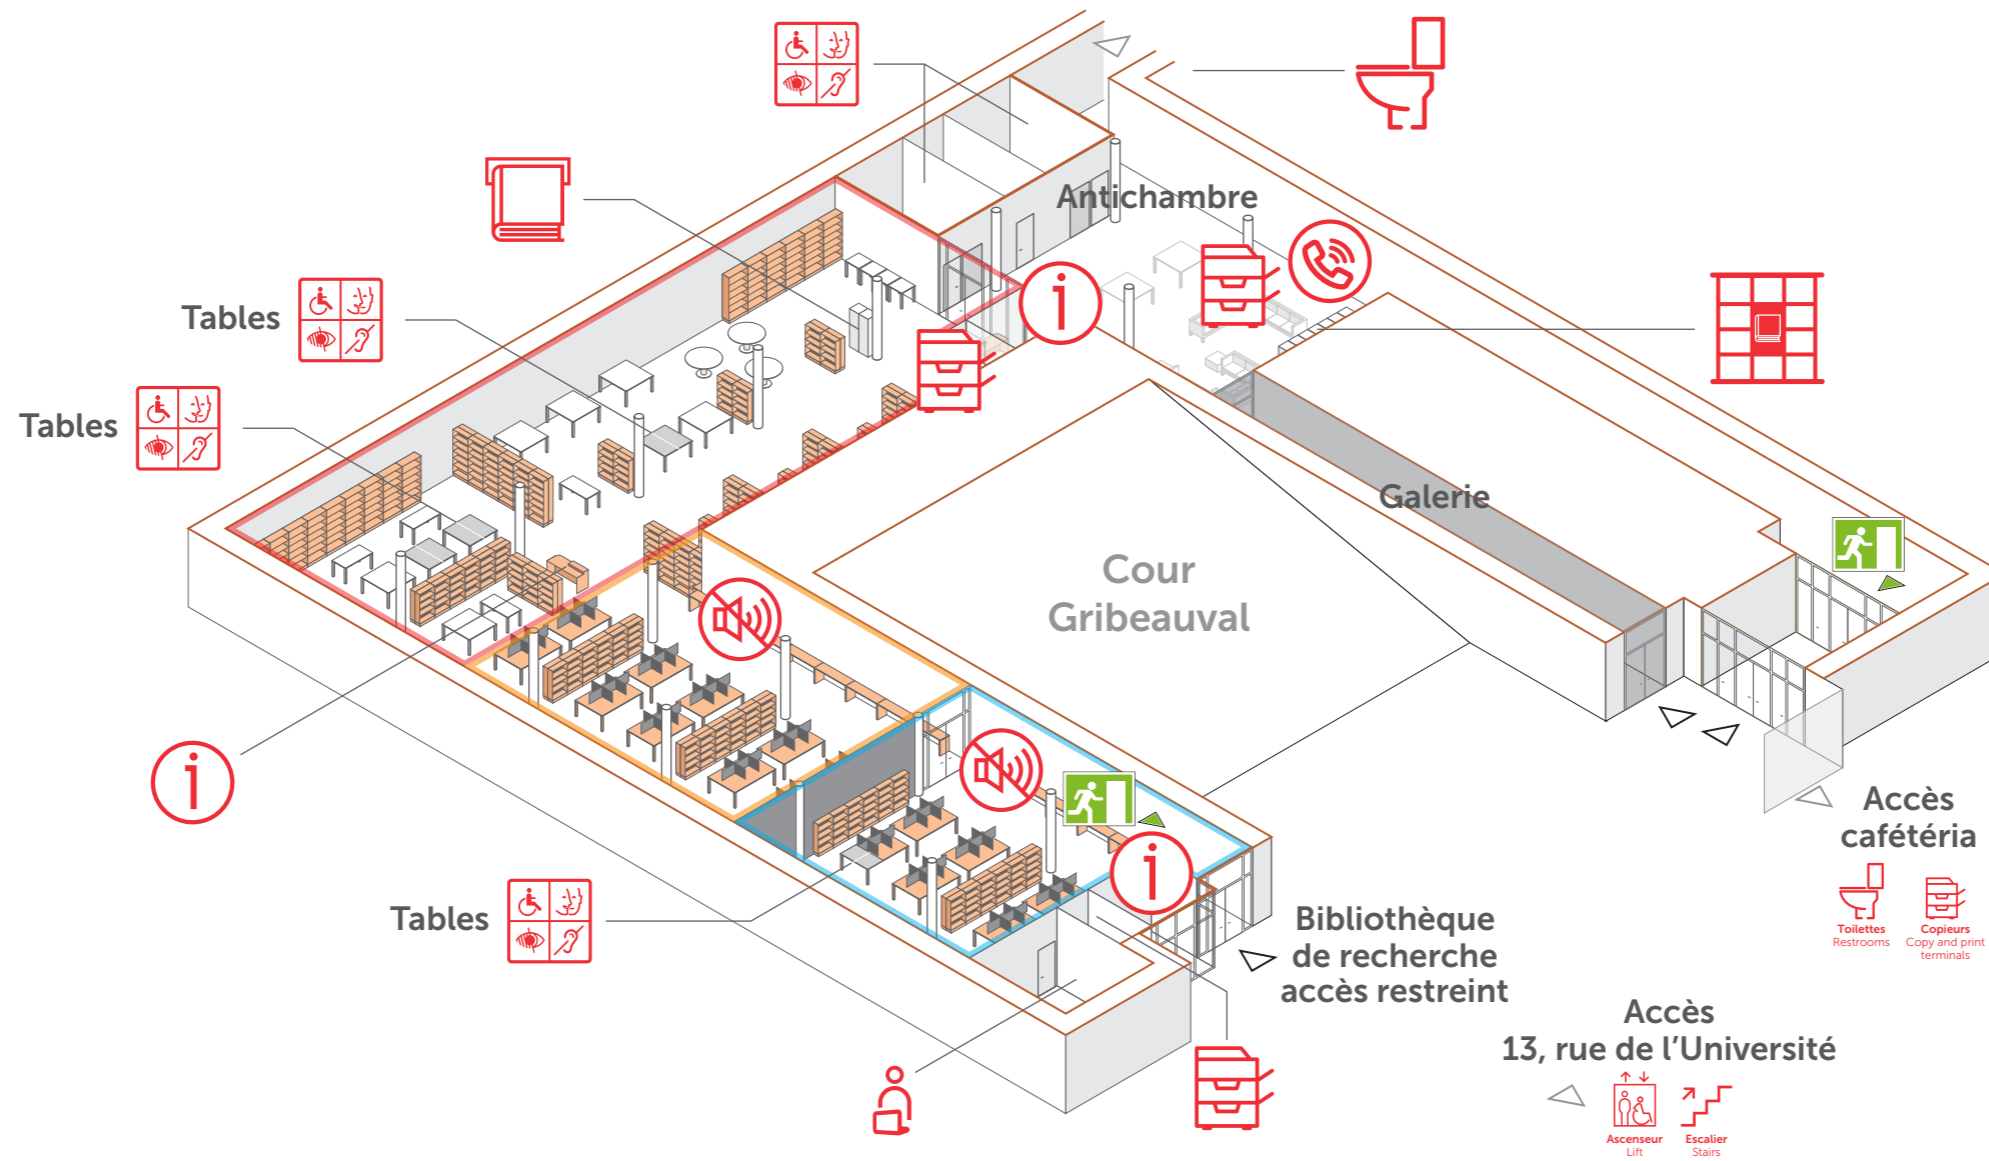 Antichambre
Tables
Tables
Galerie
Cour
Gribeauval
Accès
cafétéria
Toilettes
Restrooms
Copieurs
Copy and print
terminals
Tables
Bibliothèque
de recherche
accès restreint
Accès
13, rue de l'Université
Ascenseur
Lift
Escalier
Stairs